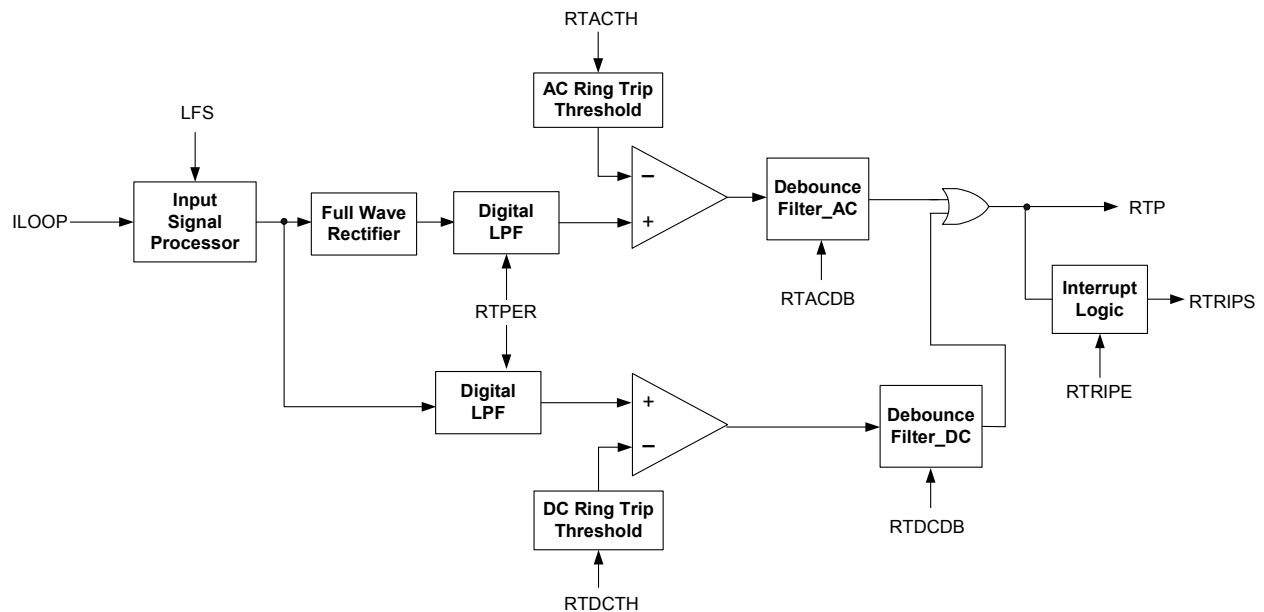 RTACTH
AC Ring Trip
Threshold
LFS
Input
Signal
Processor
ILOOP
Full Wave
Rectifier
Digital
LPF
−
+
Debounce
Filter_AC
RTP
RTACDB
RTPER
Interrupt
Logic
RTRIPS
RTRIPE
Digital
LPF
+
−
Debounce
Filter_DC
DC Ring Trip
Threshold
RTDCDB
RTDCTH